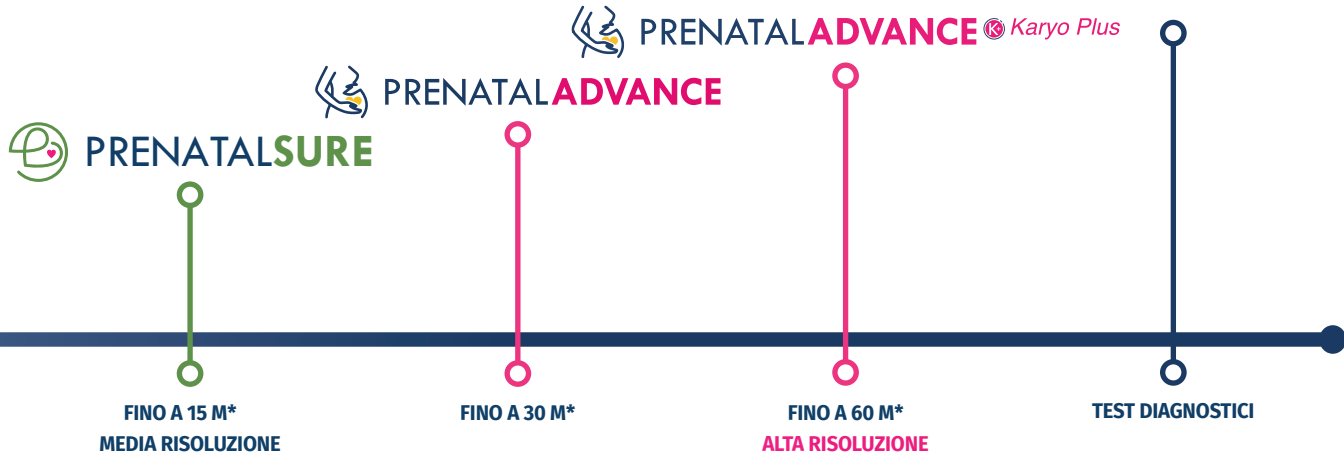 PRENATALADVANCE K Karyo Plus
PRENATALADVANCE
PRENATALSURE
FINO A 15 M*
MEDIA RISOLUZIONE
FINO A 30 M*
FINO A 60 M*
ALTA RISOLUZIONE
TEST DIAGNOSTICI